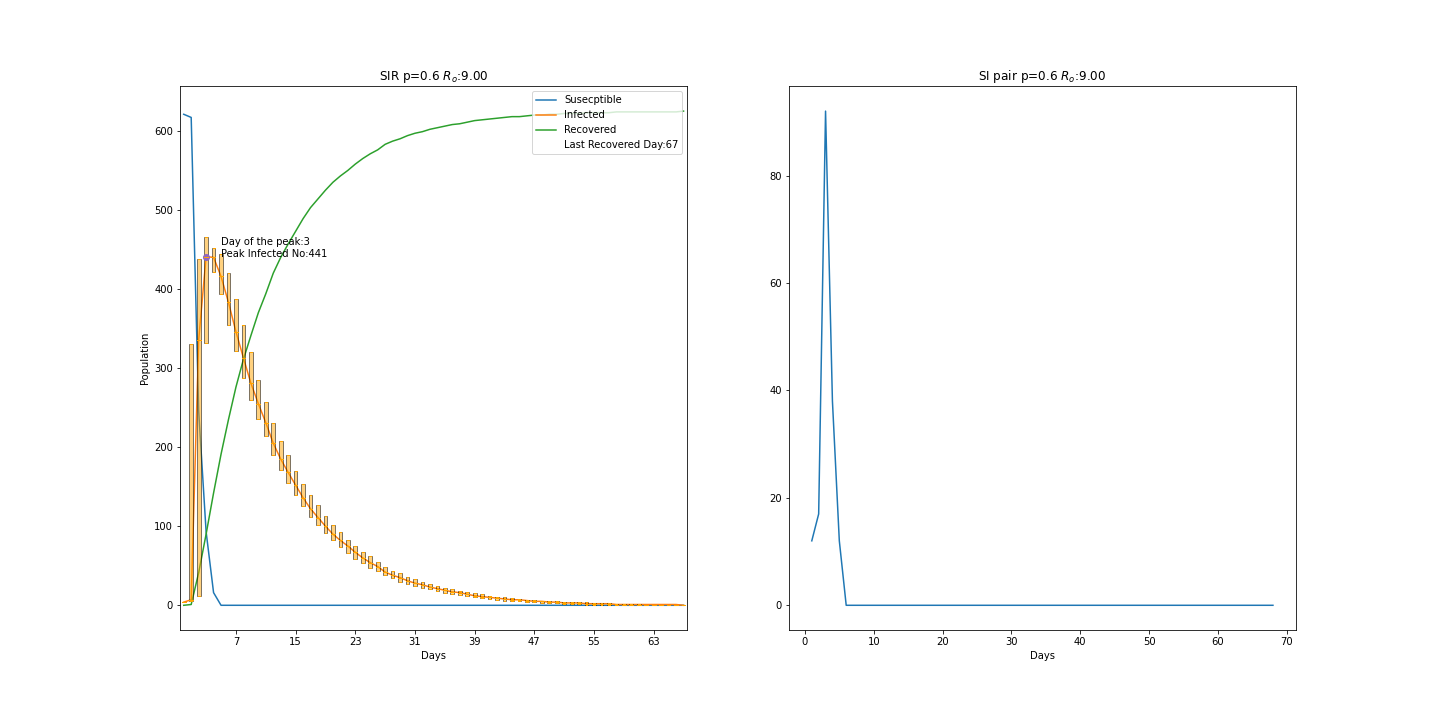 SIR p=0.6 Rₒ:9.00
Susecptible
Infected
Recovered
Last Recovered Day:67
Day of the peak:3
Peak Infected No:441
Population
600
500
400
300
200
100
0
7 15 23 31 39 47 55 63
Days
SI pair p=0.6 Rₒ:9.00
80
60
40
20
0
0 10 20 30 40 50 60 70
Days